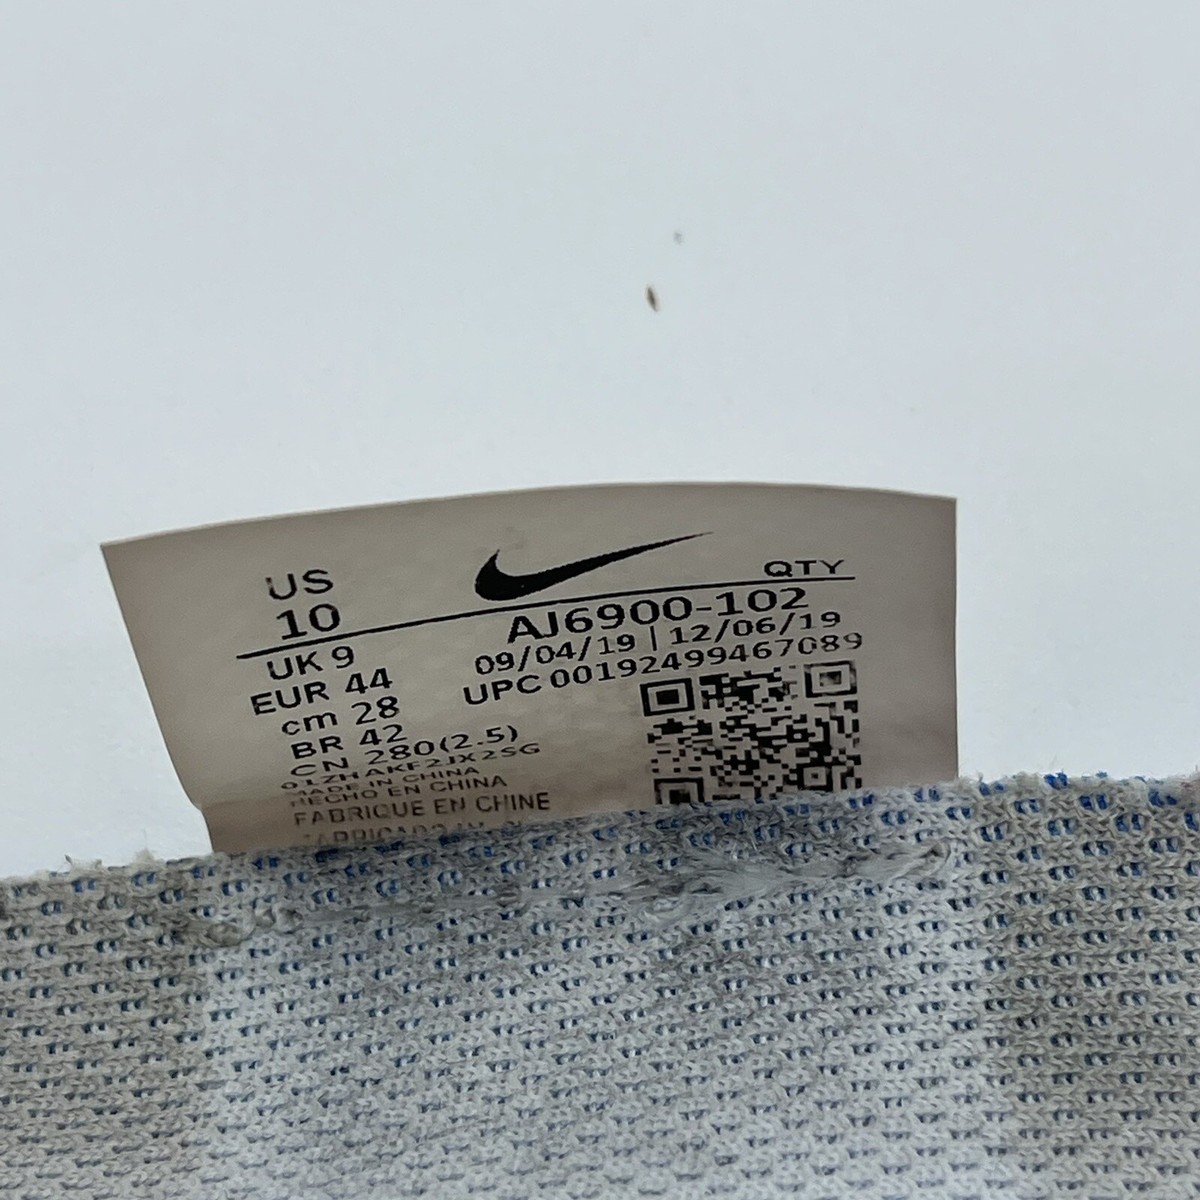 US
10
UK 9
EUR 44
cm 28
BR 42
CN 280(2.5)
MADE IN CHINA
HECHO EN CHINA
FABRIQUE EN CHINE
QTY
AJ6900-102
09/04/19 | 12/06/19
UPC 00192499467089